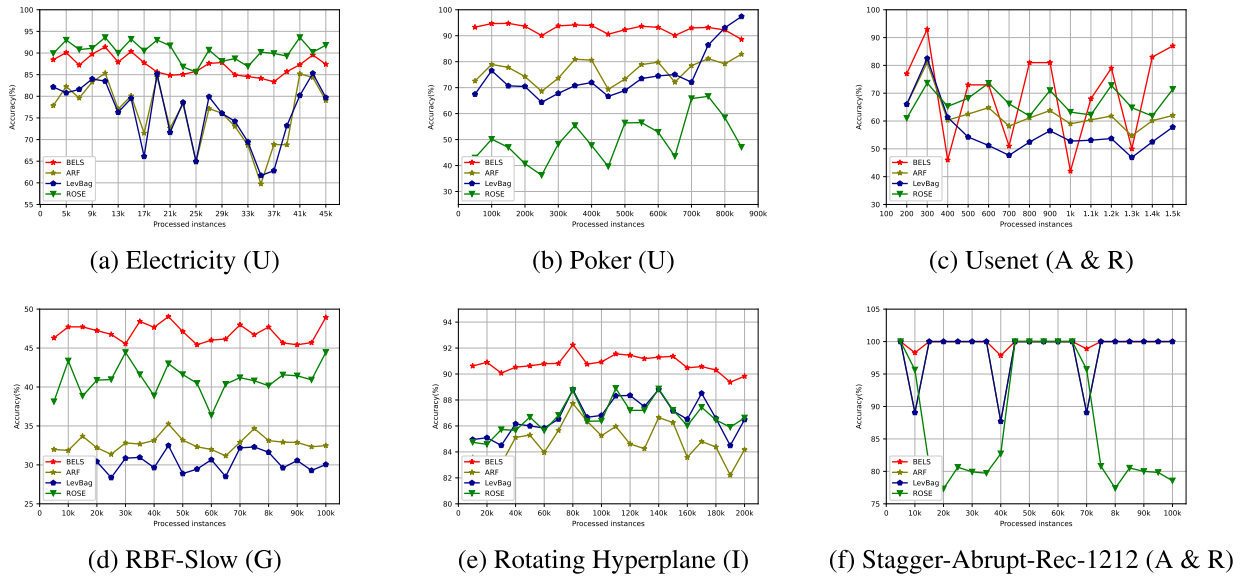 100
95
90
85
80
75
70
65
60
55
Accuracy(%)
BELS
ARF
LevBag
ROSE
0 3 5k 9k 13k 17k 21k 25k 29k 33k 37k 41k 45k
Processed instances
(a) Electricity (U)
100
90
80
70
60
50
40
30
Accuracy(%)
BELS
ARF
LevBag
ROSE
0 100k 200k 300k 400k 500k 600k 700k 800k 900k
Processed instances
(b) Poker (U)
100
90
80
70
60
50
40
30
Accuracy(%)
BELS
ARF
LevBag
ROSE
100 200 300 400 500 600 700 800 900 1k 1.1k 1.2k 1.3k 1.4k 1.5k
Processed instances
(c) Usenet (A & R)
50
45
40
35
30
25
Accuracy(%)
BELS
ARF
LevBag
ROSE
0 10k 20k 30k 40k 50k 60k 70k 80k 90k 100k
Processed instances
(d) RBF-Slow (G)
94
92
90
88
86
84
82
80
Accuracy(%)
BELS
ARF
LevBag
ROSE
0 20k 40k 60k 80k 100k 120k 140k 160k 180k 200k
Processed instances
(e) Rotating Hyperplane (I)
105
100
95
90
85
80
75
Accuracy(%)
BELS
ARF
LevBag
ROSE
0 10k 20k 30k 40k 50k 60k 70k 80k 90k 100k
Processed instances
(f) Stagger-Abrupt-Rec-1212 (A & R)